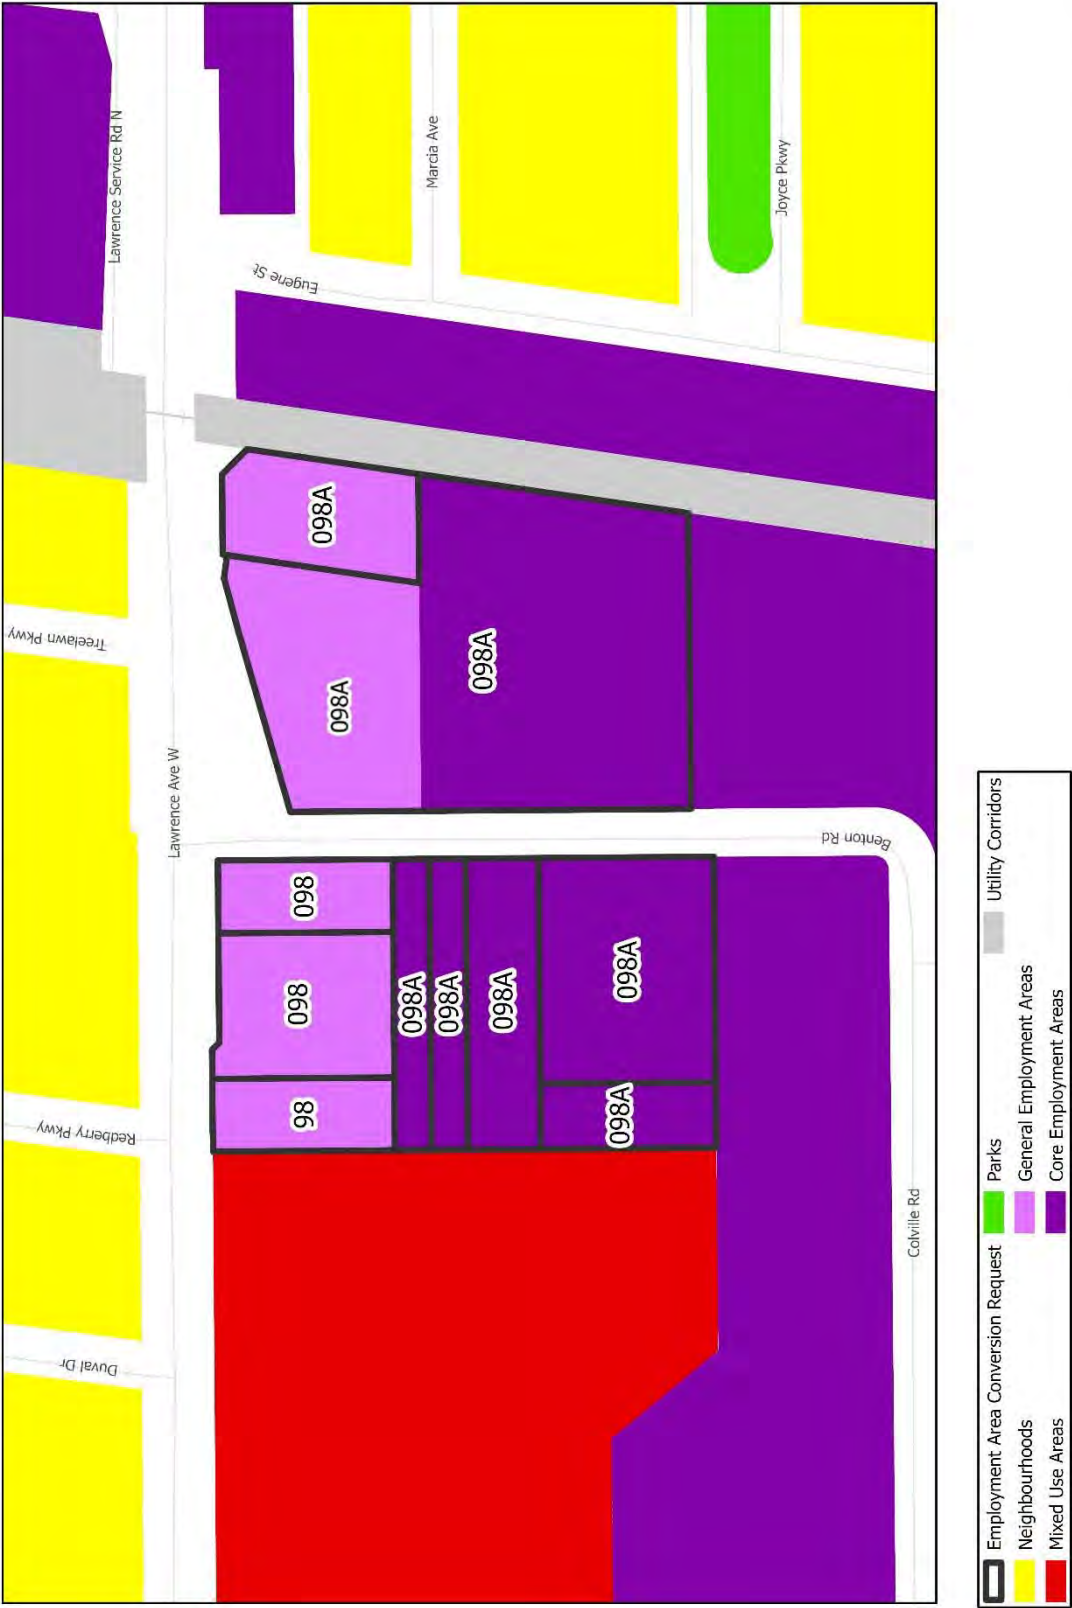 Lawrence Service Rd N
Marcia Ave
Joyce Pkwy
Eugene St
Treelawn Pkwy
Lawrence Ave W
Benton Rd
Redberry Pkwy
Duval Dr
Colville Rd
098A
098A
098A
098
098
98
098A
098A
098A
098A
098A
Employment Area Conversion Request
Neighbourhoods
Mixed Use Areas
Parks
General Employment Areas
Core Employment Areas
Utility Corridors